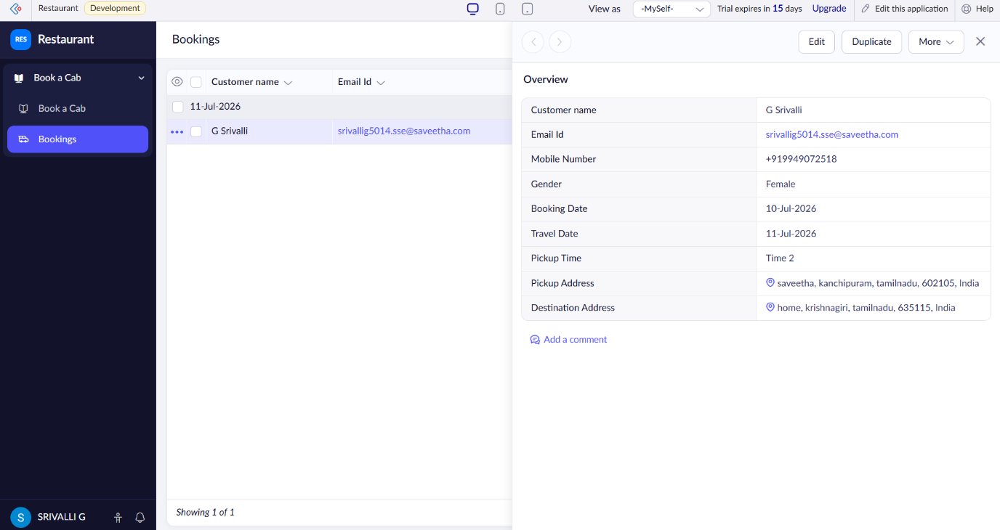 Restaurant Development View as -MySelf- Trial expires in 15 days Upgrade Edit this application Help
RES Restaurant
Book a Cab
Book a Cab
Bookings
SRIVALLI G
S
Bookings
Customer name Email Id
11-Jul-2026
G Srivalli srivallig5014.sse@saveetha.com
Showing 1 of 1
Edit Duplicate More
Overview
Customer name G Srivalli
Email Id srivallig5014.sse@saveetha.com
Mobile Number +919949072518
Gender Female
Booking Date 10-Jul-2026
Travel Date 11-Jul-2026
Pickup Time Time 2
Pickup Address saveetha, kanchipuram, tamilnadu, 602105, India
Destination Address home, krishnagiri, tamilnadu, 635115, India
Add a comment